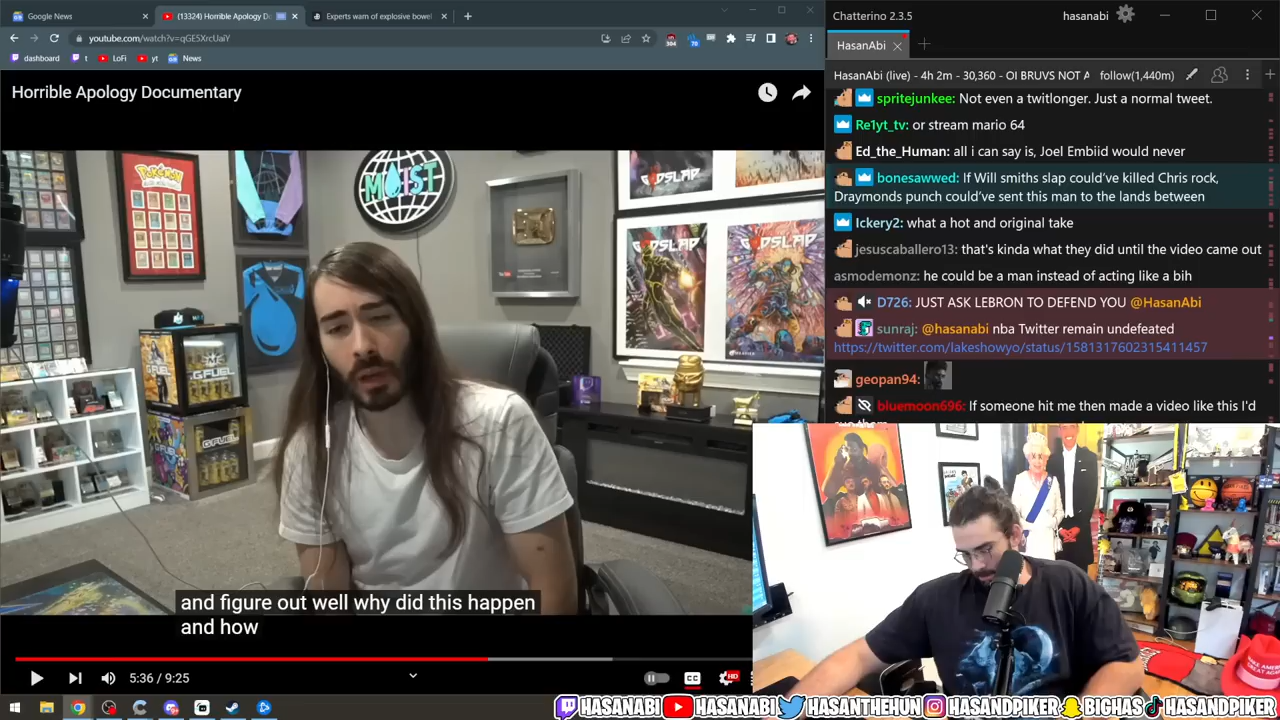 Google News
(13324) Horrible Apology Do
Experts warn of explosive bowel
youtube.com/watch?v=qGESXrcUaiY
dashboard
t
LoFi
yt
News
Horrible Apology Documentary
POKÉMON
MOIST
GODSLAP
GODSLAP
GODSLAP
GFUEL
GFUEL
and figure out well why did this happen
and how
5:36 / 9:25
CC
HD
Chatterino 2.3.5
hasanabi
HasanAbi
HasanAbi (live) - 4h 2m - 30,360 - OI BRUVS NOT A
follow(1,440m)
spritejunkee: Not even a twitlonger. Just a normal tweet.
Re1yt_tv: or stream mario 64
Ed_the_Human: all i can say is, Joel Embiid would never
bonesawwed: If Will smiths slap could've killed Chris rock,
Draymonds punch could've sent this man to the lands between
Ickery2: what a hot and original take
jesuscaballero13: that's kinda what they did until the video came out
asmodemonz: he could be a man instead of acting like a bih
D726: JUST ASK LEBRON TO DEFEND YOU @HasanAbi
sunraj: @hasanabi nba Twitter remain undefeated
https://twitter.com/lakeshowyo/status/1581317602315411457
geopan94:
bluemoon696: If someone hit me then made a video like this I'd
HASANABI
HASANABI
HASANTHEHUN
HASANDPIKER
BIGHAS
HASANDPIKER